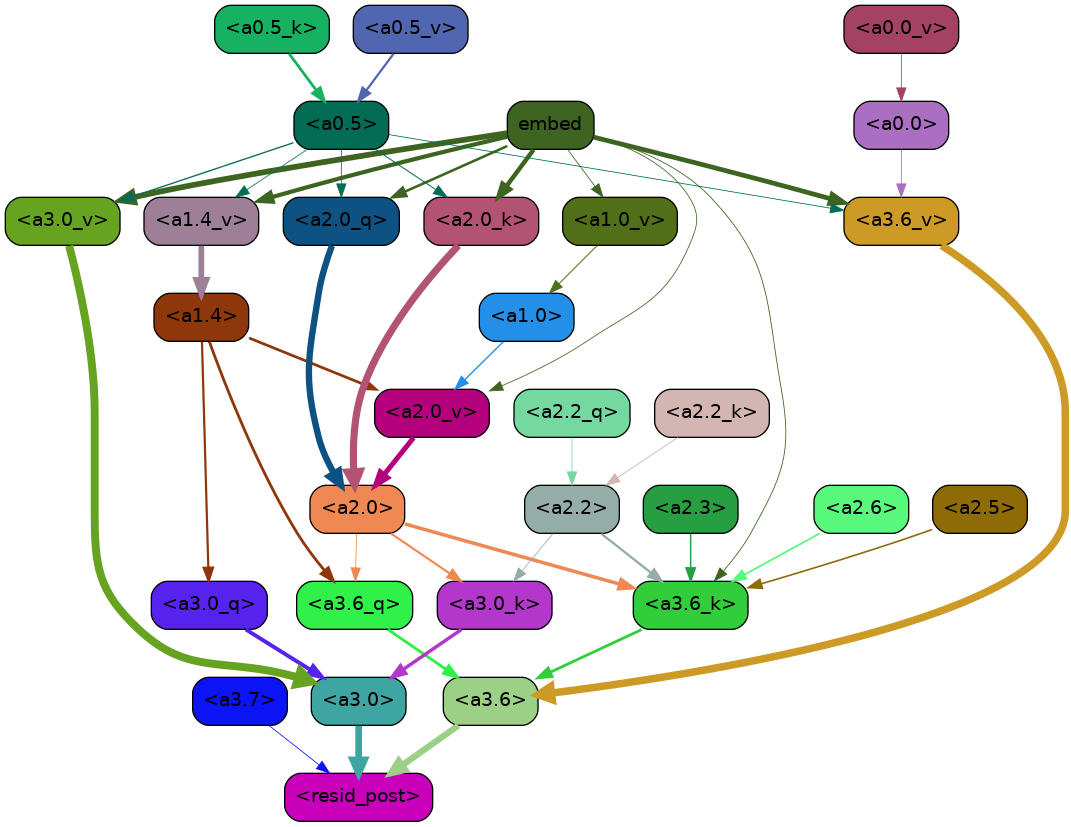 <a0.5_k> <a0.5_v> <a0.0_v>
<a0.5> embed <a0.0>
<a3.0_v> <a1.4_v> <a2.0_q> <a2.0_k> <a1.0_v> <a3.6_v>
<a1.4> <a1.0>
<a2.0_v> <a2.2_q> <a2.2_k>
<a2.0> <a2.2> <a2.3> <a2.6> <a2.5>
<a3.0_q> <a3.6_q> <a3.0_k> <a3.6_k>
<a3.7> <a3.0> <a3.6>
<resid_post>